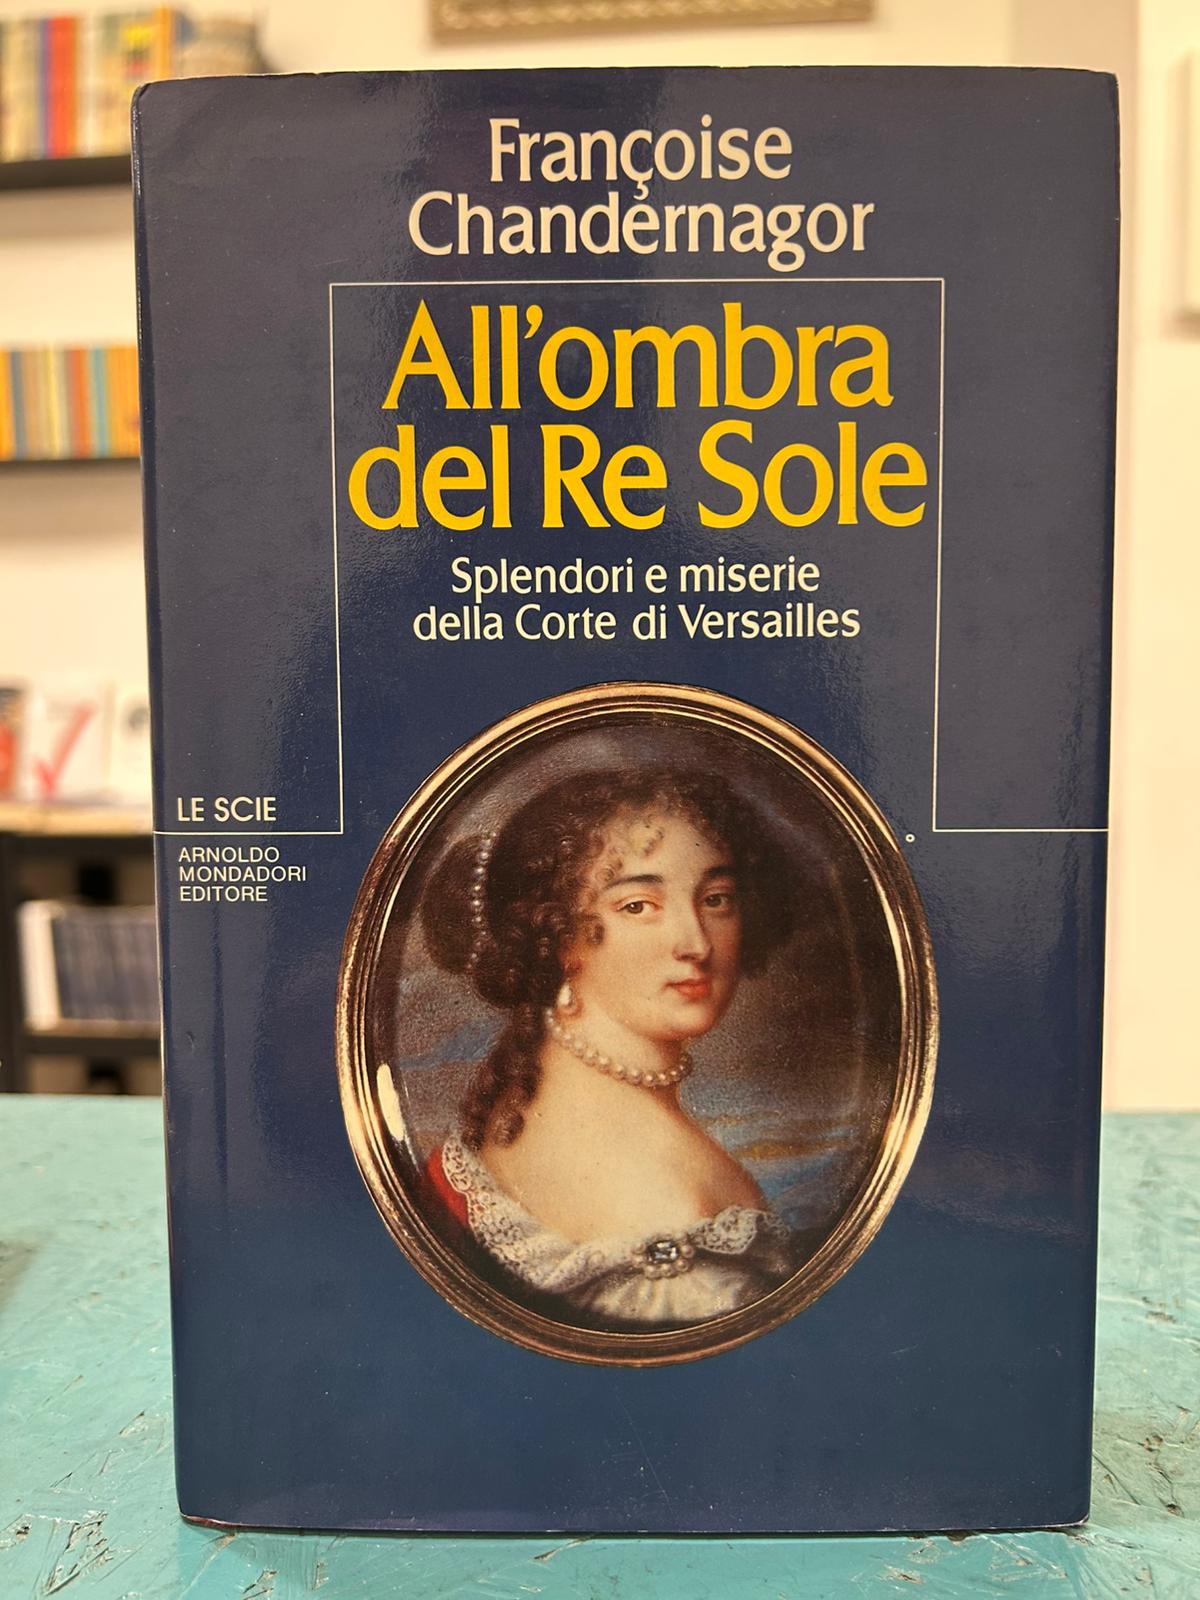 Françoise
Chandernagor
All'ombra
del Re Sole
Splendori e miserie
della Corte di Versailles
LE SCIE
ARNOLDO
MONDADORI
EDITORE